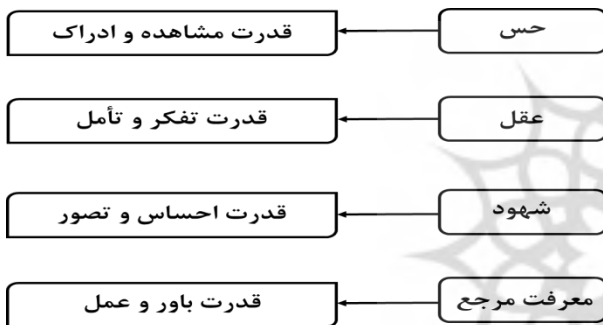 حس
قدرت مشاهده و ادراک
عقل
قدرت تفکر و تأمل
شهود
قدرت احساس و تصور
معرفت مرجع
قدرت باور و عمل